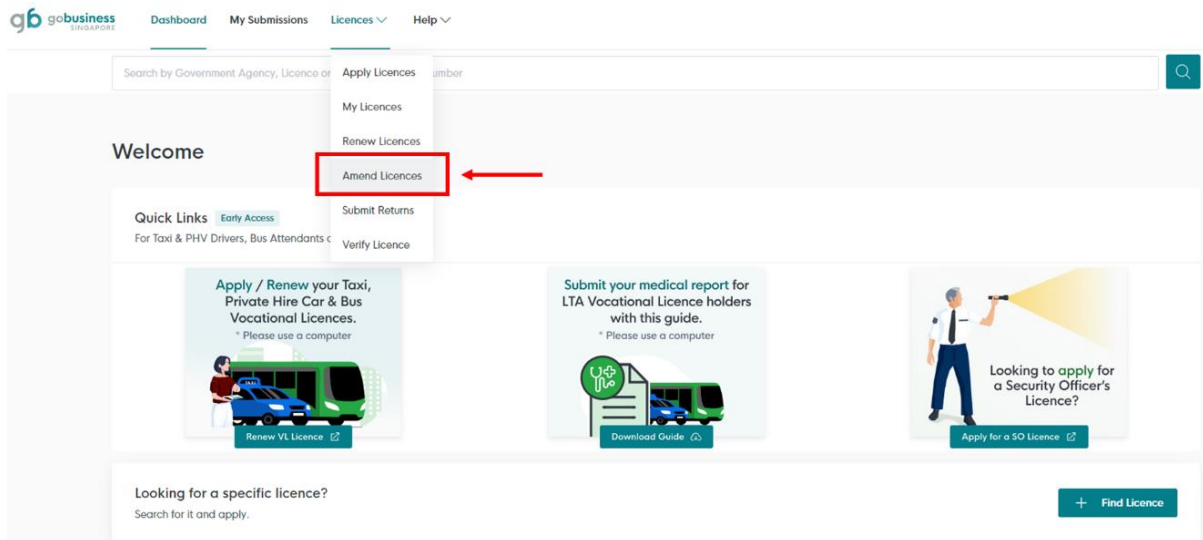 gb gobusiness
SINGAPORE
Dashboard My Submissions Licences Help
Search by Government Agency, Licence or umber
Apply Licences
My Licences
Renew Licences
Amend Licences
Submit Returns
Verify Licence
Welcome
Quick Links Early Access
For Taxi & PHV Drivers, Bus Attendants
Apply / Renew your Taxi,
Private Hire Car & Bus
Vocational Licences.
* Please use a computer
TAXI
Renew VL Licence
Submit your medical report for
LTA Vocational Licence holders
with this guide.
* Please use a computer
Download Guide
Looking to apply for
a Security Officer's
Licence?
Apply for a SO Licence
Looking for a specific licence?
Search for it and apply.
+ Find Licence